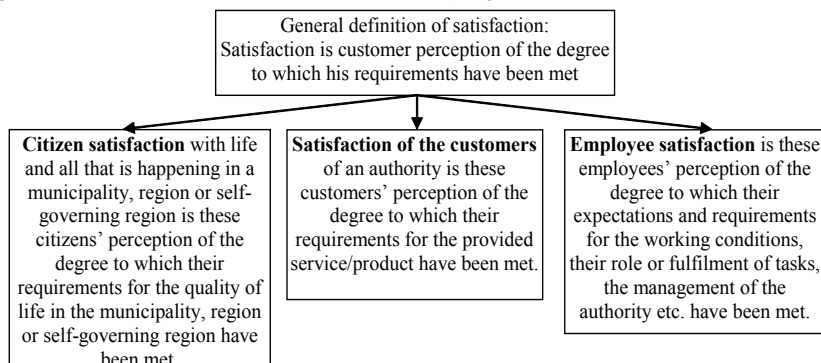 General definition of satisfaction:
Satisfaction is customer perception of the degree
to which his requirements have been met
Citizen satisfaction with life
and all that is happening in a
municipality, region or self-
governing region is these
citizens' perception of the
degree to which their
requirements for the quality of
life in the municipality, region
or self-governing region have
been met
Satisfaction of the customers
of an authority is these
customers' perception of the
degree to which their
requirements for the provided
service/product have been met.
Employee satisfaction is these
employees' perception of the
degree to which their
expectations and requirements
for the working conditions,
their role or fulfilment of tasks,
the management of the
authority etc. have been met.